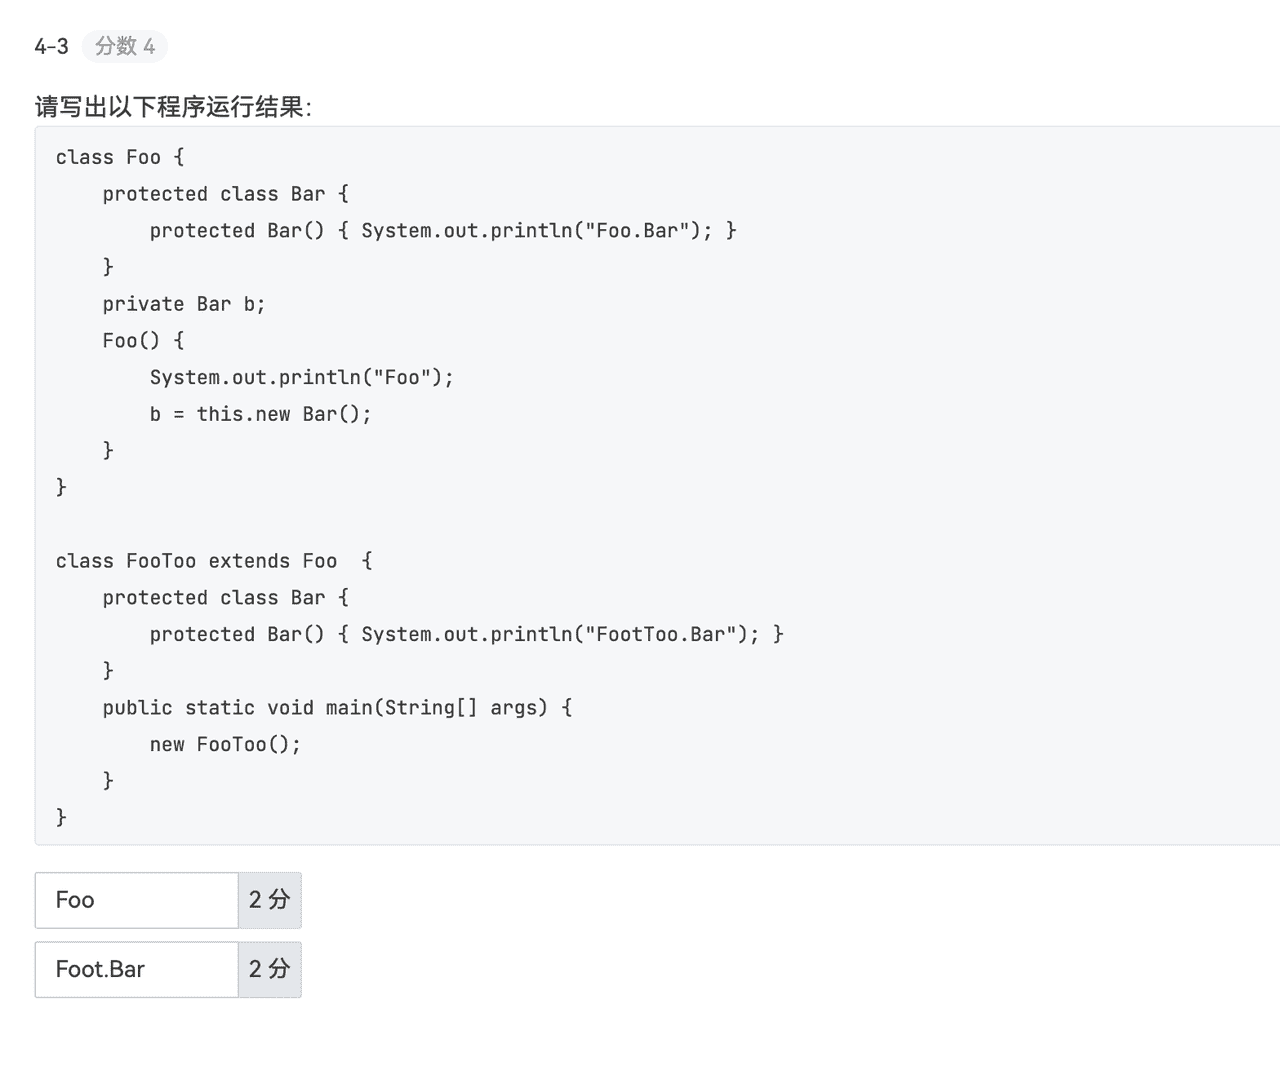 4-3 分数 4
请写出以下程序运行结果:
class Foo {
    protected class Bar {
        protected Bar() { System.out.println("Foo.Bar"); }
    }
    private Bar b;
    Foo() {
        System.out.println("Foo");
        b = this.new Bar();
    }
}

class FooToo extends Foo  {
    protected class Bar {
        protected Bar() { System.out.println("FootToo.Bar"); }
    }
    public static void main(String[] args) {
        new FooToo();
    }
}
Foo 2 分
Foot.Bar 2 分